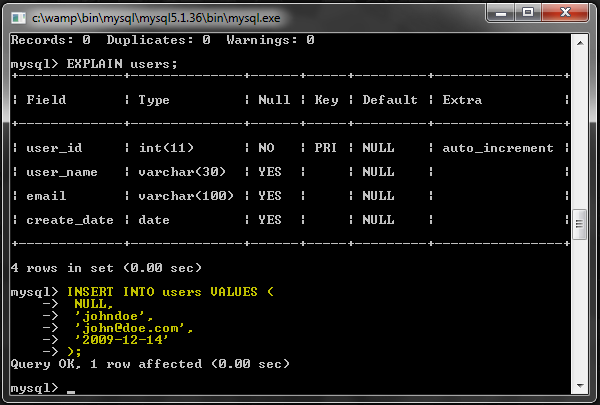 c:\wamp\bin\mysql\mysql5.1.36\bin\mysql.exe
Records: 0  Duplicates: 0  Warnings: 0
mysql> EXPLAIN users;
+-------------+--------------+------+-----+---------+----------------+
| Field       | Type         | Null | Key | Default | Extra          |
+-------------+--------------+------+-----+---------+----------------+
| user_id     | int(11)      | NO   | PRI | NULL    | auto_increment |
| user_name   | varchar(30)  | YES  |     | NULL    |                |
| email       | varchar(100) | YES  |     | NULL    |                |
| create_date | date         | YES  |     | NULL    |                |
+-------------+--------------+------+-----+---------+----------------+
4 rows in set (0.00 sec)
mysql> INSERT INTO users VALUES (
    ->  NULL,
    ->  'johndoe',
    ->  'john@doe.com',
    ->  '2009-12-14'
    -> );
Query OK, 1 row affected (0.00 sec)
mysql> _